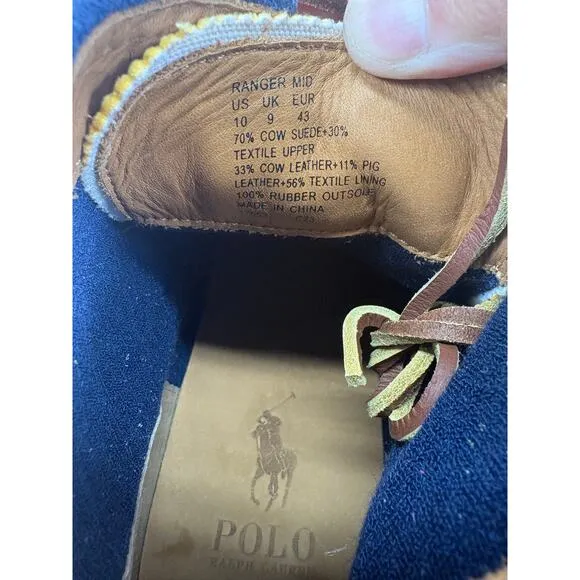 RANGER MID
US UK EUR
10 9 43
70% COW SUEDE+30%
TEXTILE UPPER
33% COW LEATHER+11% PIG
LEATHER+56% TEXTILE LINING
100% RUBBER OUTSOLE
MADE IN CHINA
POLO
RALPH LAUREN